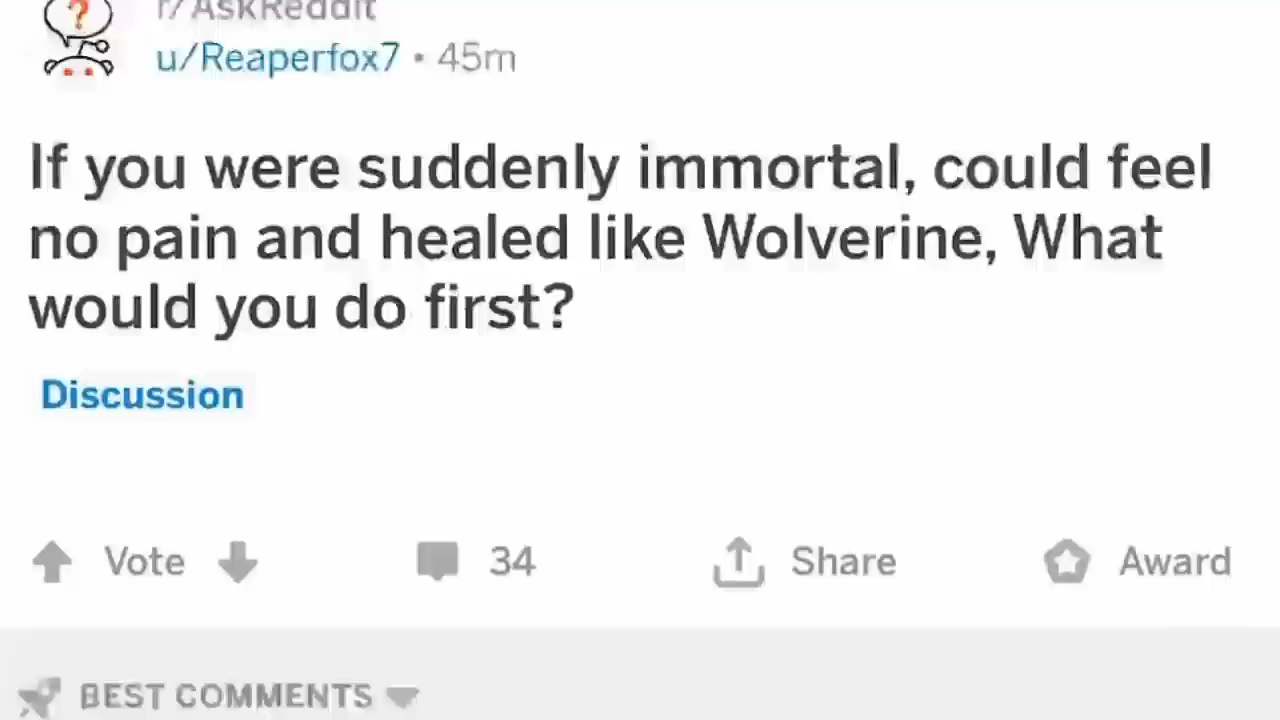 r/AskReddit
u/Reaperfox7 • 45m
If you were suddenly immortal, could feel
no pain and healed like Wolverine, What
would you do first?
Discussion
Vote 34 Share Award
BEST COMMENTS